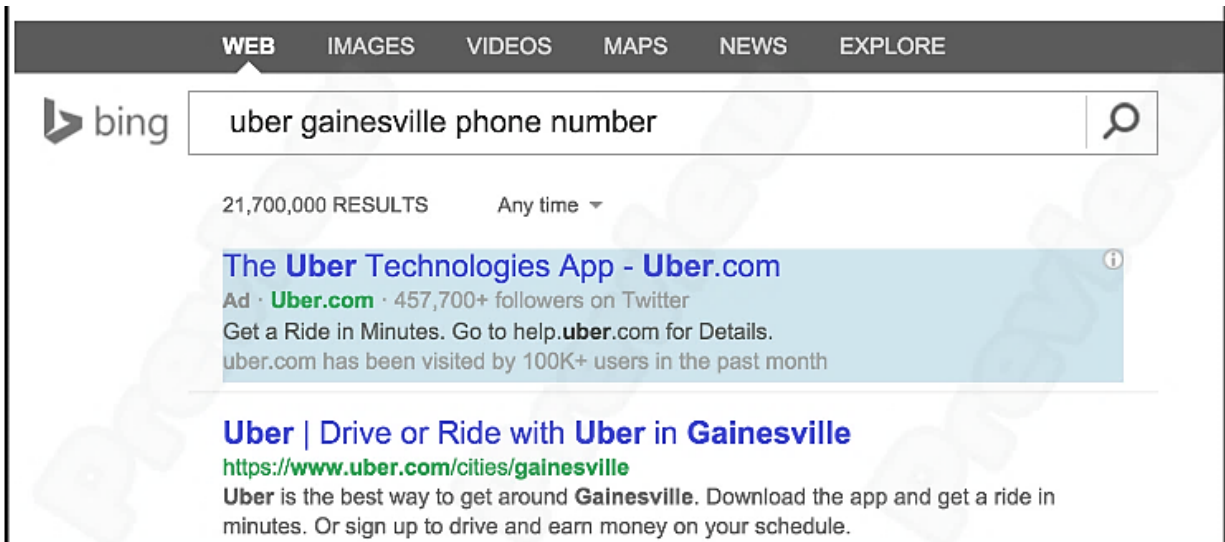 WEB IMAGES VIDEOS MAPS NEWS EXPLORE
bing uber gainesville phone number
21,700,000 RESULTS Any time
The Uber Technologies App - Uber.com
Ad · Uber.com · 457,700+ followers on Twitter
Get a Ride in Minutes. Go to help.uber.com for Details.
uber.com has been visited by 100K+ users in the past month
Uber | Drive or Ride with Uber in Gainesville
https://www.uber.com/cities/gainesville
Uber is the best way to get around Gainesville. Download the app and get a ride in
minutes. Or sign up to drive and earn money on your schedule.
Preview
Preview
Preview
Preview